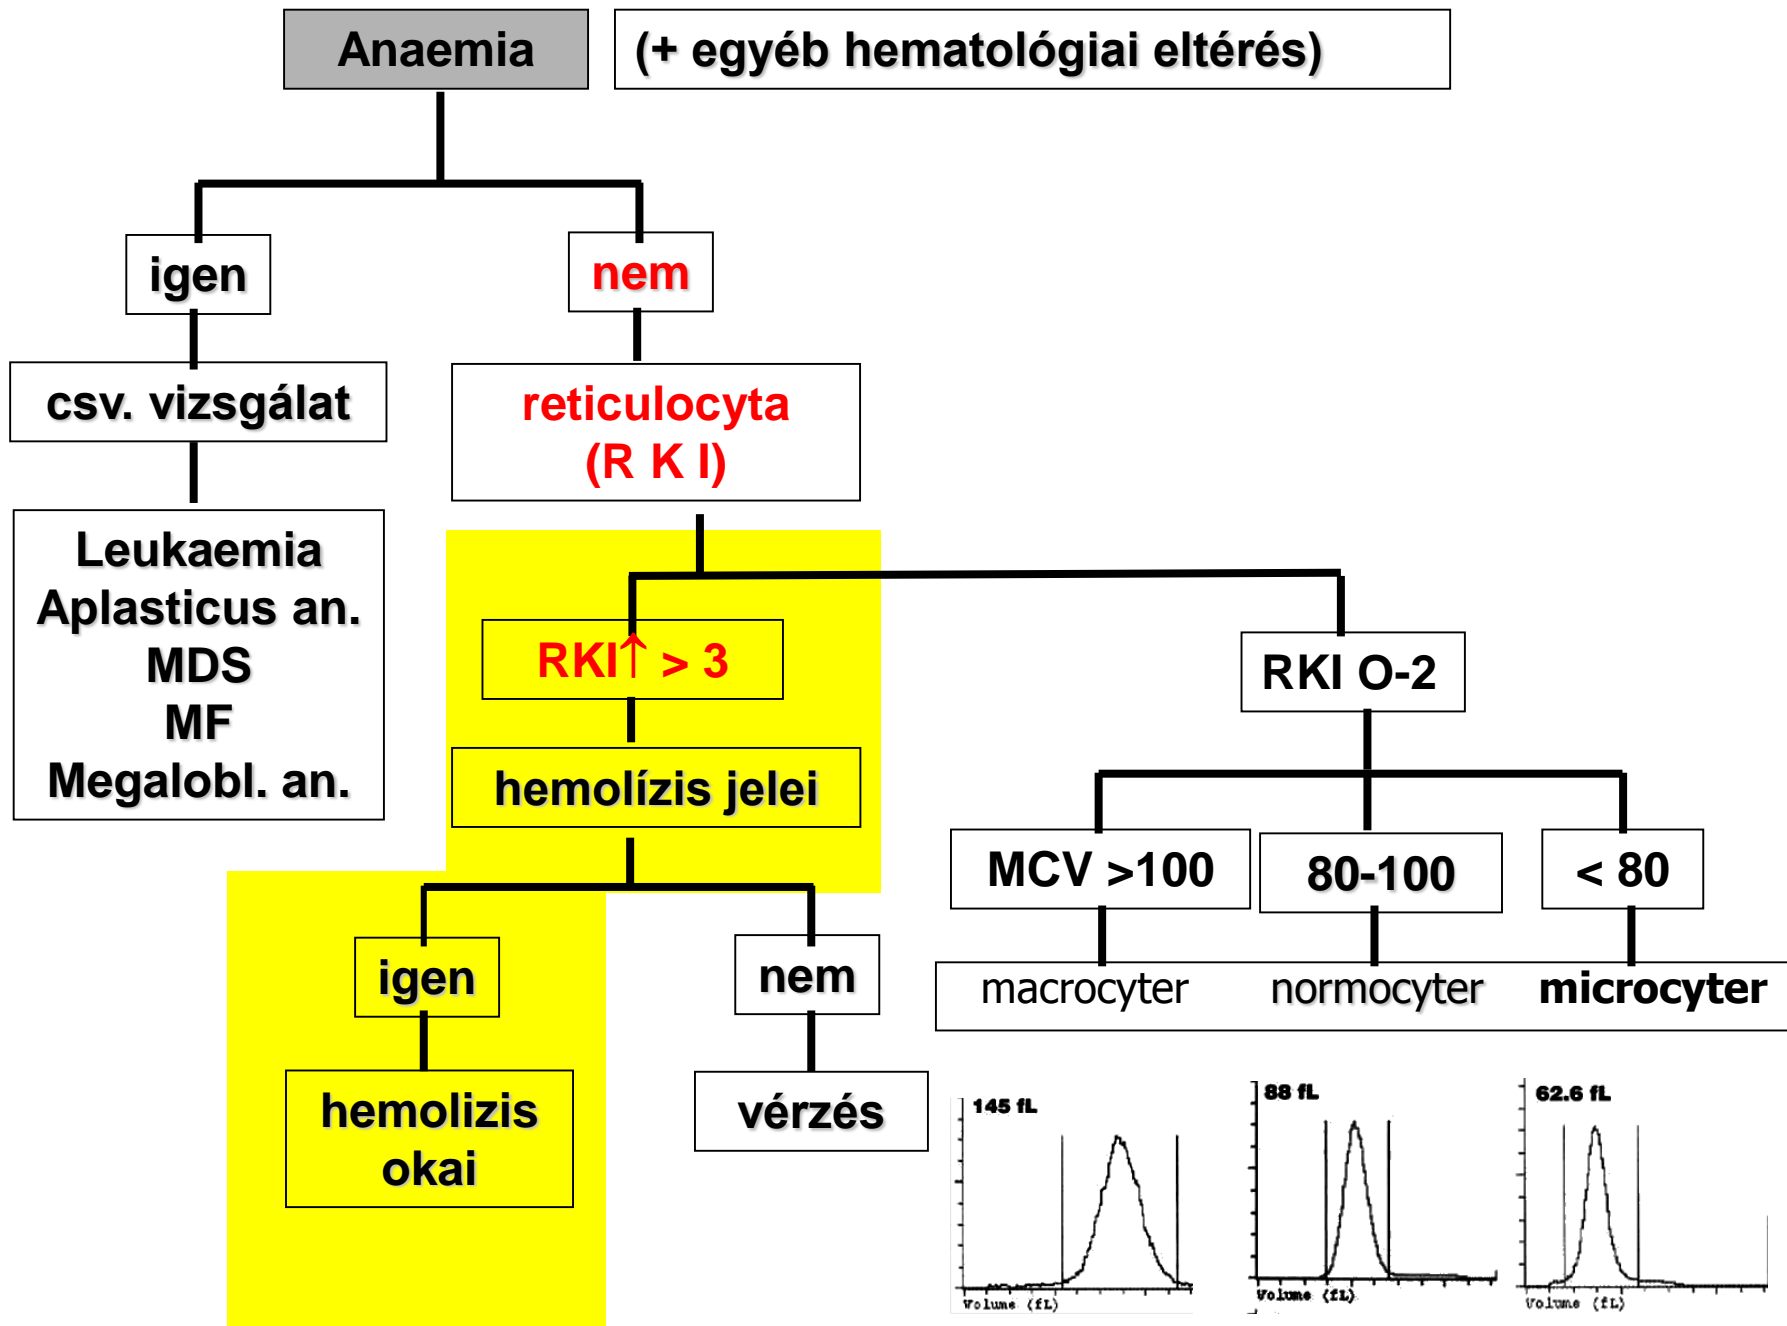 Anaemia
(+ egyéb hematológiai eltérés)
igen
nem
csv. vizsgálat
reticulocyta
(R K I)
Leukaemia
Aplasticus an.
MDS
MF
Megalobl. an.
RKI↑ > 3
RKI O-2
hemolízis jelei
MCV >100
80-100
< 80
igen
nem
macrocyter
normocyter
microcyter
hemolizis
okai
vérzés
145 fL
88 fL
62.6 fL
Volume (fL)
Volume (fL)
Volume (fL)